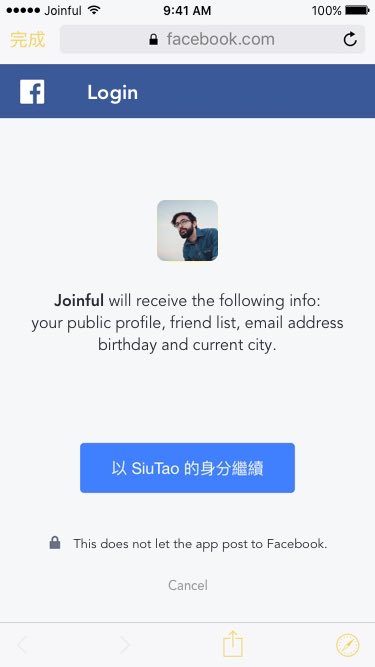 Joinful 9:41 AM 100%
完成 facebook.com
Login
Joinful will receive the following info:
your public profile, friend list, email address
birthday and current city.
以 SiuTao 的身分繼續
This does not let the app post to Facebook.
Cancel